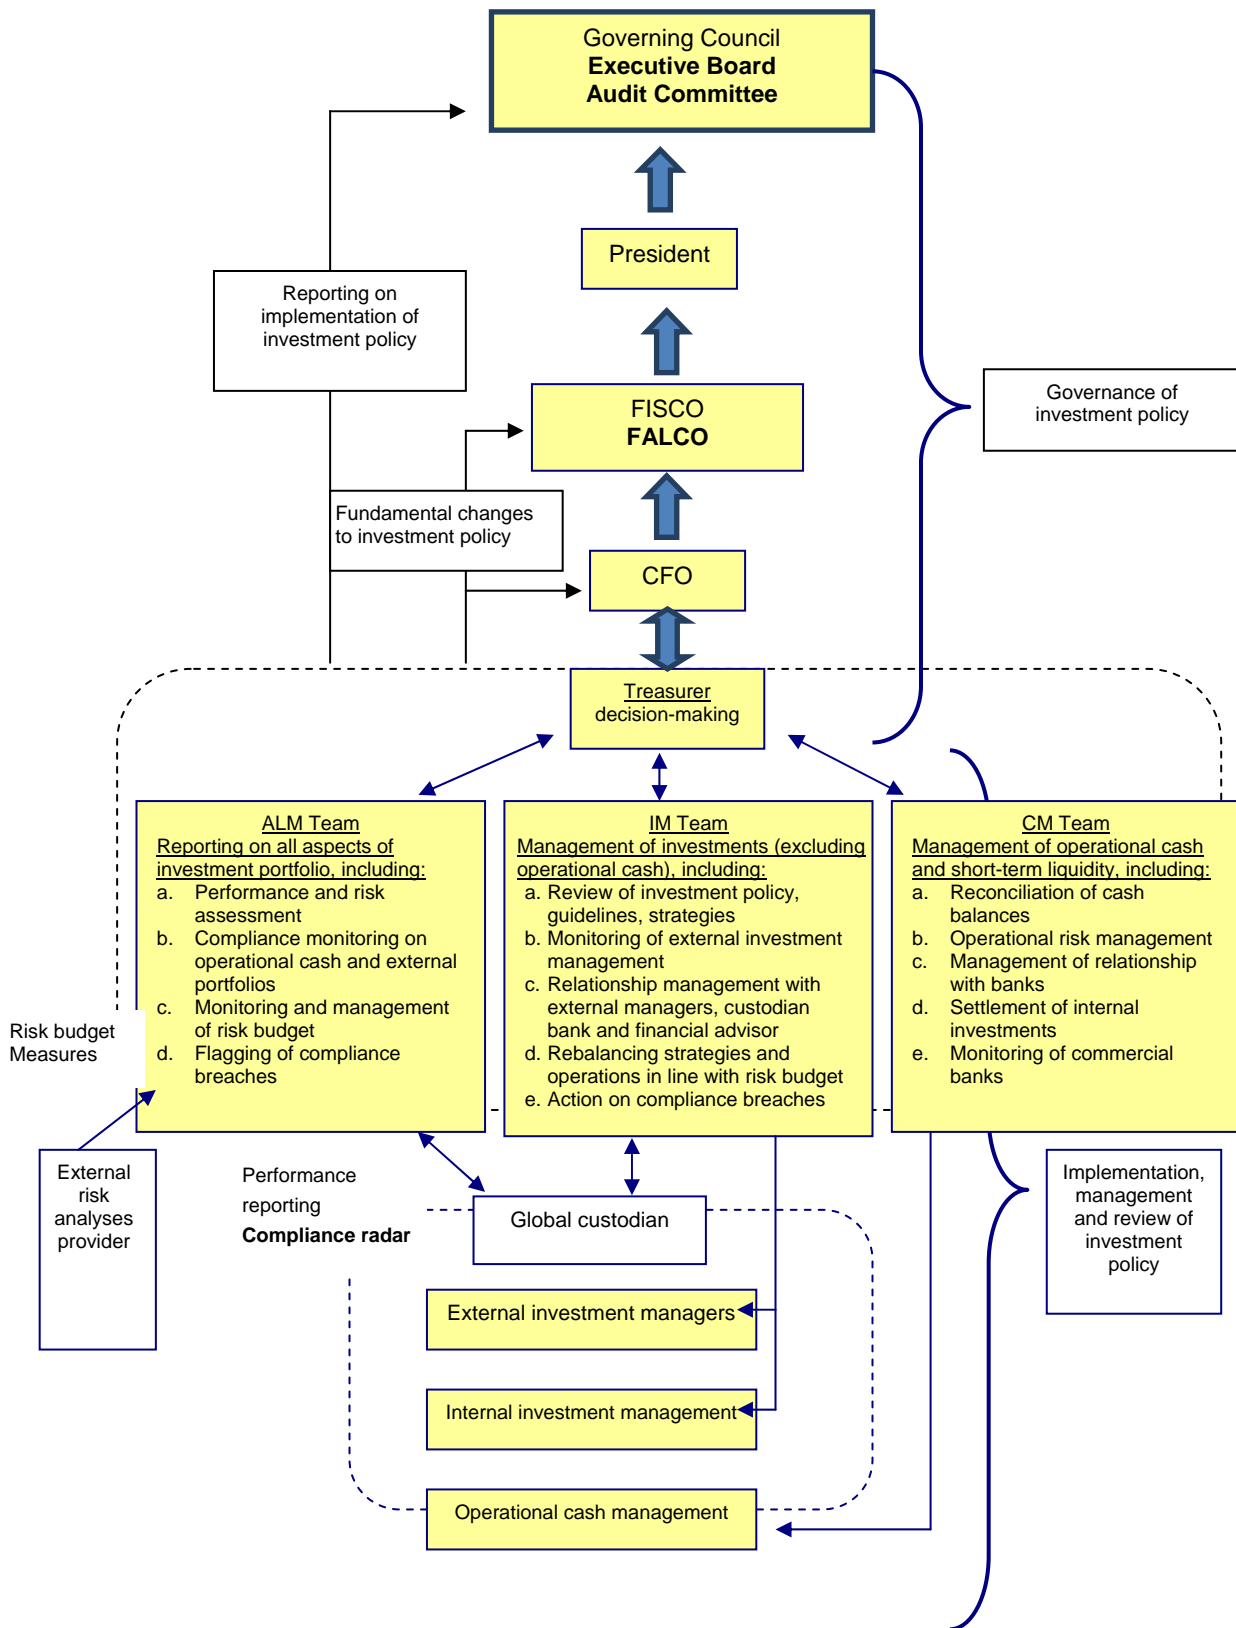 Governing Council
Executive Board
Audit Committee
President
Reporting on
implementation of
investment policy
FISCO
FALCO
Governance of
investment policy
Fundamental changes
to investment policy
CFO
Treasurer
decision-making
ALM Team
Reporting on all aspects of
investment portfolio, including:
a. Performance and risk
assessment
b. Compliance monitoring on
operational cash and external
portfolios
c. Monitoring and management
of risk budget
d. Flagging of compliance
breaches
IM Team
Management of investments (excluding
operational cash), including:
a. Review of investment policy,
guidelines, strategies
b. Monitoring of external investment
management
c. Relationship management with
external managers, custodian
bank and financial advisor
d. Rebalancing strategies and
operations in line with risk budget
e. Action on compliance breaches
CM Team
Management of operational cash
and short-term liquidity, including:
a. Reconciliation of cash
balances
b. Operational risk management
c. Management of relationship
with banks
d. Settlement of internal
investments
e. Monitoring of commercial
banks
Risk budget
Measures
External
risk
analyses
provider
Performance
reporting
Compliance radar
Global custodian
Implementation,
management
and review of
investment
policy
External investment managers
Internal investment management
Operational cash management